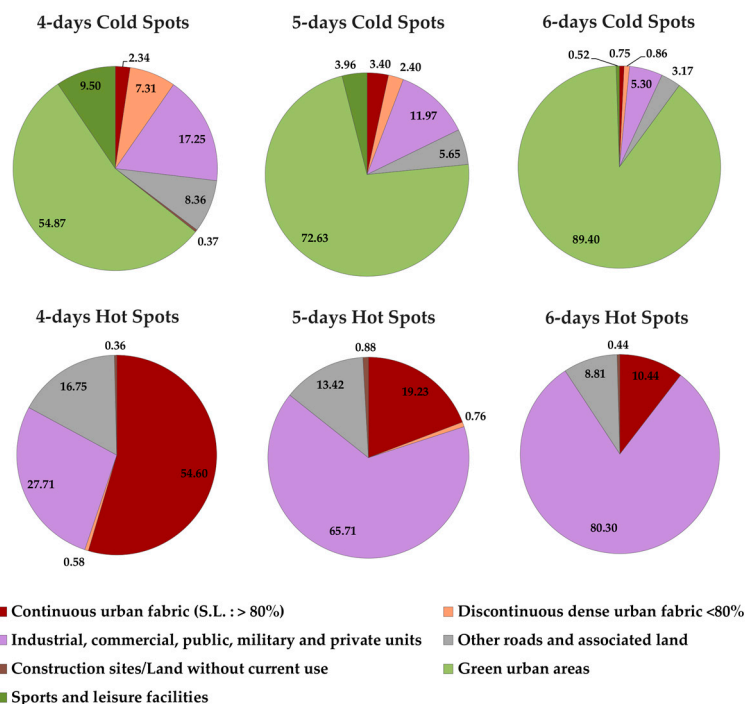 4-days Cold Spots
2.34
7.31
17.25
8.36
0.37
54.87
9.50
5-days Cold Spots
3.40
2.40
11.97
5.65
72.63
3.96
6-days Cold Spots
0.75
0.86
5.30
3.17
89.40
0.52
4-days Hot Spots
54.60
0.58
27.71
16.75
0.36
5-days Hot Spots
19.23
0.76
65.71
13.42
0.88
6-days Hot Spots
10.44
80.30
8.81
0.44
Continuous urban fabric (S.L. : > 80%)
Discontinuous dense urban fabric <80%
Industrial, commercial, public, military and private units
Other roads and associated land
Construction sites/Land without current use
Green urban areas
Sports and leisure facilities